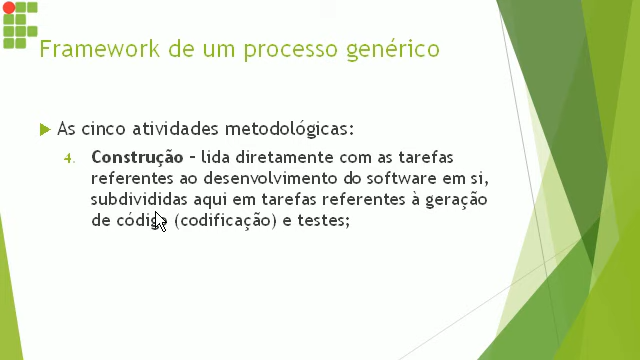 Framework de um processo genérico
As cinco atividades metodológicas:
4. Construção – lida diretamente com as tarefas
referentes ao desenvolvimento do software em si,
subdivididas aqui em tarefas referentes à geração
de código (codificação) e testes;